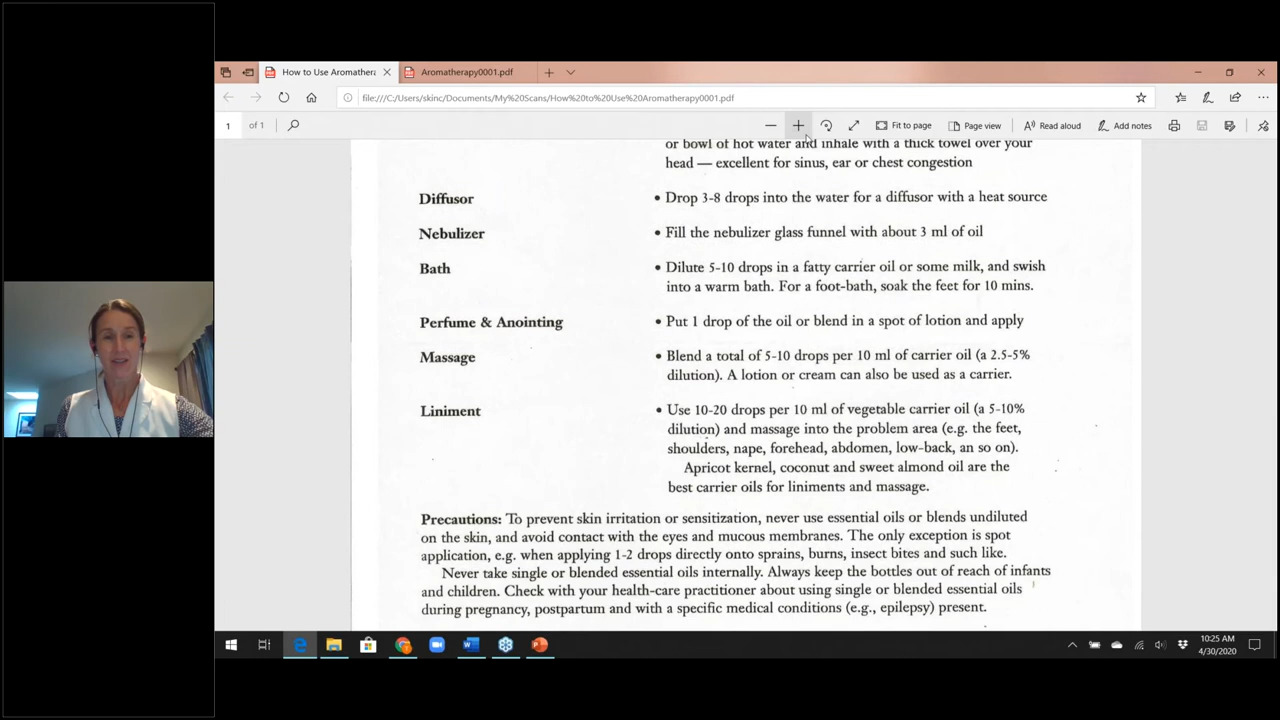 How to Use Aromathera
Aromatherapy0001.pdf
file:///C:/Users/skinc/Documents/My%20Scans/How%20to%20Use%20Aromatherapy0001.pdf
1 of 1
Fit to page
Page view
Read aloud
Add notes
or bowl of hot water and inhale with a thick towel over your
head — excellent for sinus, ear or chest congestion
Diffusor • Drop 3-8 drops into the water for a diffusor with a heat source
Nebulizer • Fill the nebulizer glass funnel with about 3 ml of oil
Bath • Dilute 5-10 drops in a fatty carrier oil or some milk, and swish
into a warm bath. For a foot-bath, soak the feet for 10 mins.
Perfume & Anointing • Put 1 drop of the oil or blend in a spot of lotion and apply
Massage • Blend a total of 5-10 drops per 10 ml of carrier oil (a 2.5-5%
dilution). A lotion or cream can also be used as a carrier.
Liniment • Use 10-20 drops per 10 ml of vegetable carrier oil (a 5-10%
dilution) and massage into the problem area (e.g. the feet,
shoulders, nape, forehead, abdomen, low-back, an so on).
Apricot kernel, coconut and sweet almond oil are the
best carrier oils for liniments and massage.
Precautions: To prevent skin irritation or sensitization, never use essential oils or blends undiluted
on the skin, and avoid contact with the eyes and mucous membranes. The only exception is spot
application, e.g. when applying 1-2 drops directly onto sprains, burns, insect bites and such like.
Never take single or blended essential oils internally. Always keep the bottles out of reach of infants
and children. Check with your health-care practitioner about using single or blended essential oils
during pregnancy, postpartum and with a specific medical conditions (e.g., epilepsy) present.
10:25 AM
4/30/2020